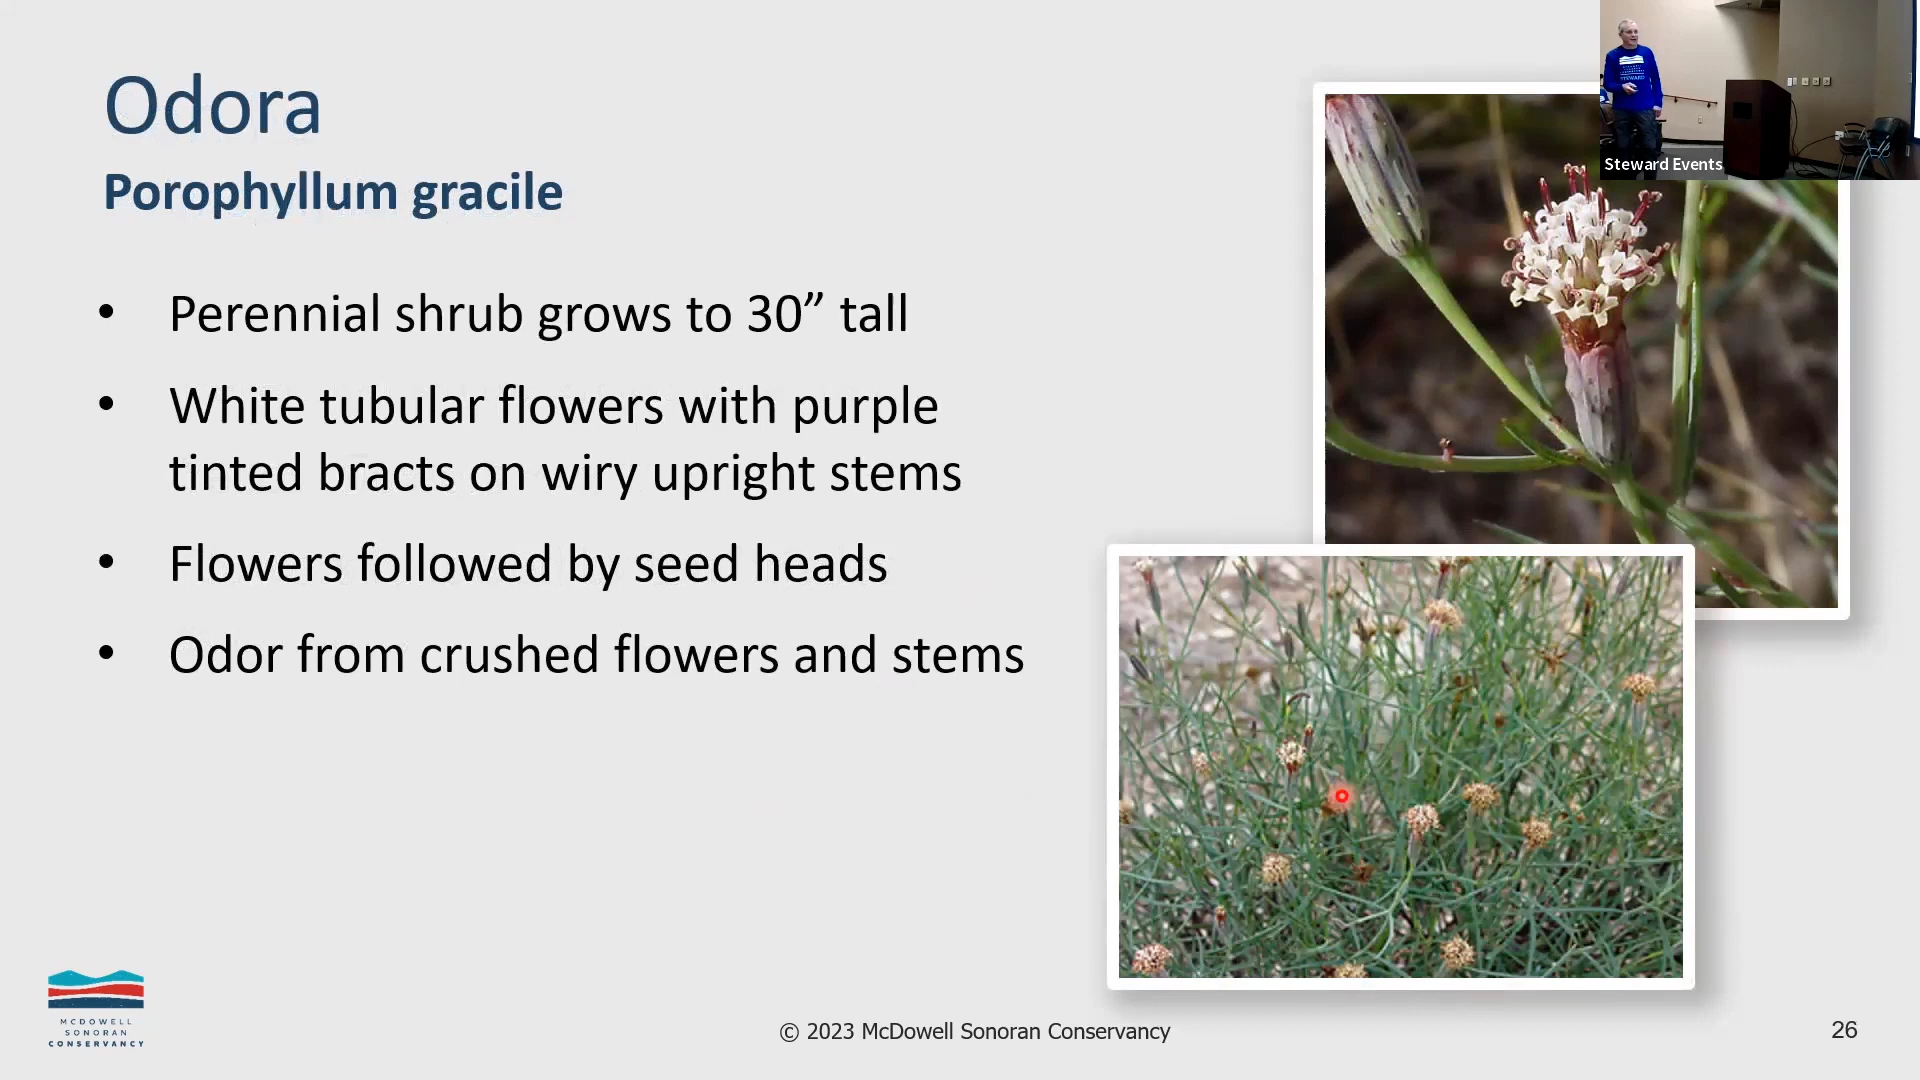 Odora
Porophyllum gracile
• Perennial shrub grows to 30” tall
• White tubular flowers with purple
tinted bracts on wiry upright stems
• Flowers followed by seed heads
• Odor from crushed flowers and stems
STEWARD
Steward Events
MCDOWELL
SONORAN
CONSERVANCY
© 2023 McDowell Sonoran Conservancy
26